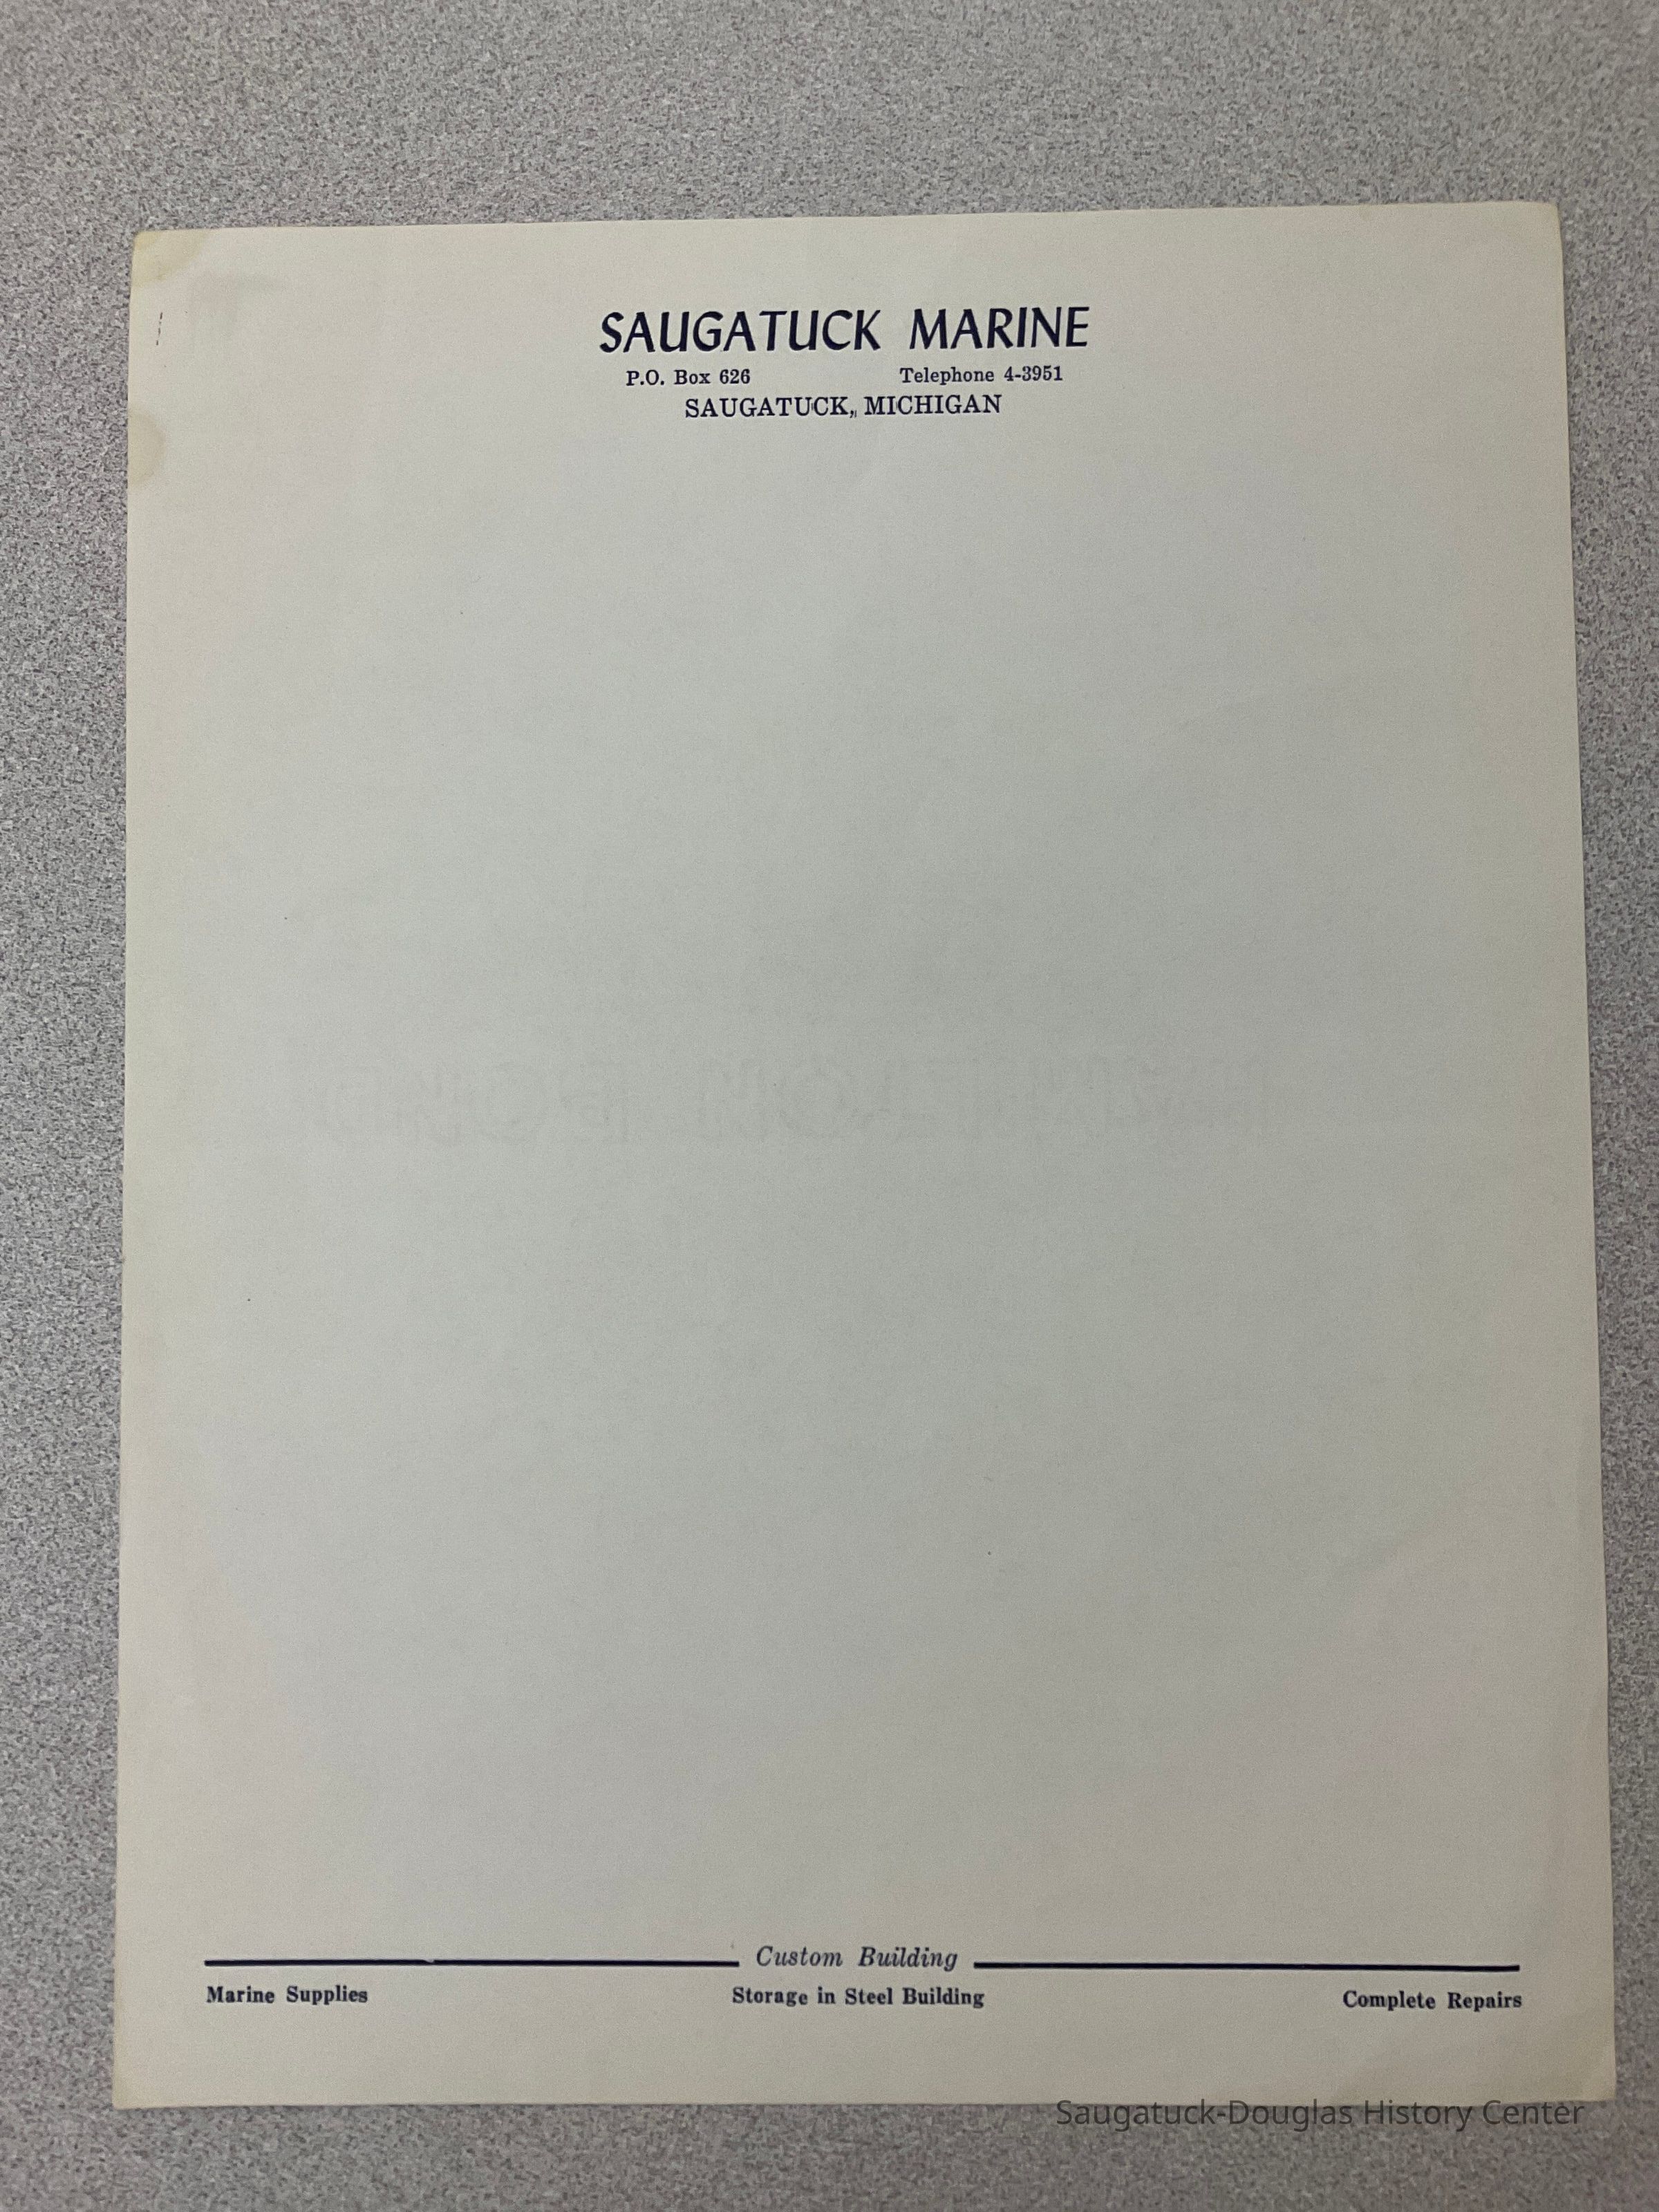 SAUGATUCK MARINE
P.O. Box 626 Telephone 4-3951
SAUGATUCK,, MICHIGAN
Custom Building
Marine Supplies Storage in Steel Building Complete Repairs
Saugatuck-Douglas History Center